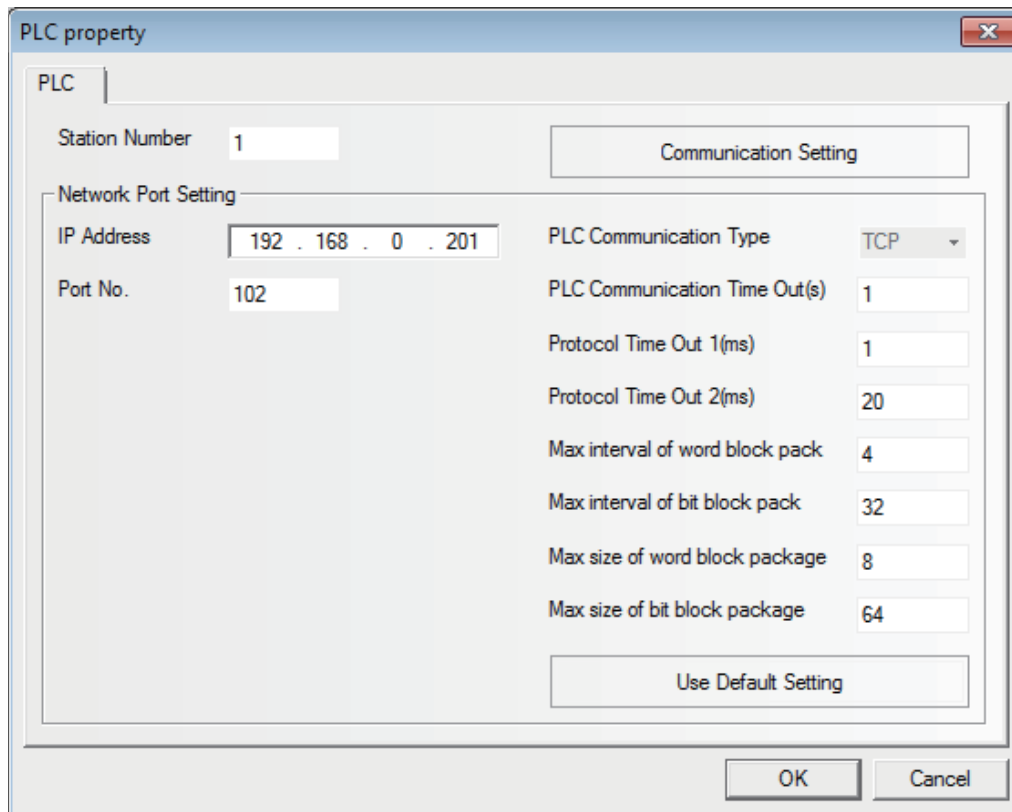 PLC property
PLC
Station Number 1 Communication Setting
Network Port Setting
IP Address 192 . 168 . 0 . 201 PLC Communication Type TCP
Port No. 102 PLC Communication Time Out(s) 1
Protocol Time Out 1(ms) 1
Protocol Time Out 2(ms) 20
Max interval of word block pack 4
Max interval of bit block pack 32
Max size of word block package 8
Max size of bit block package 64
Use Default Setting
OK Cancel